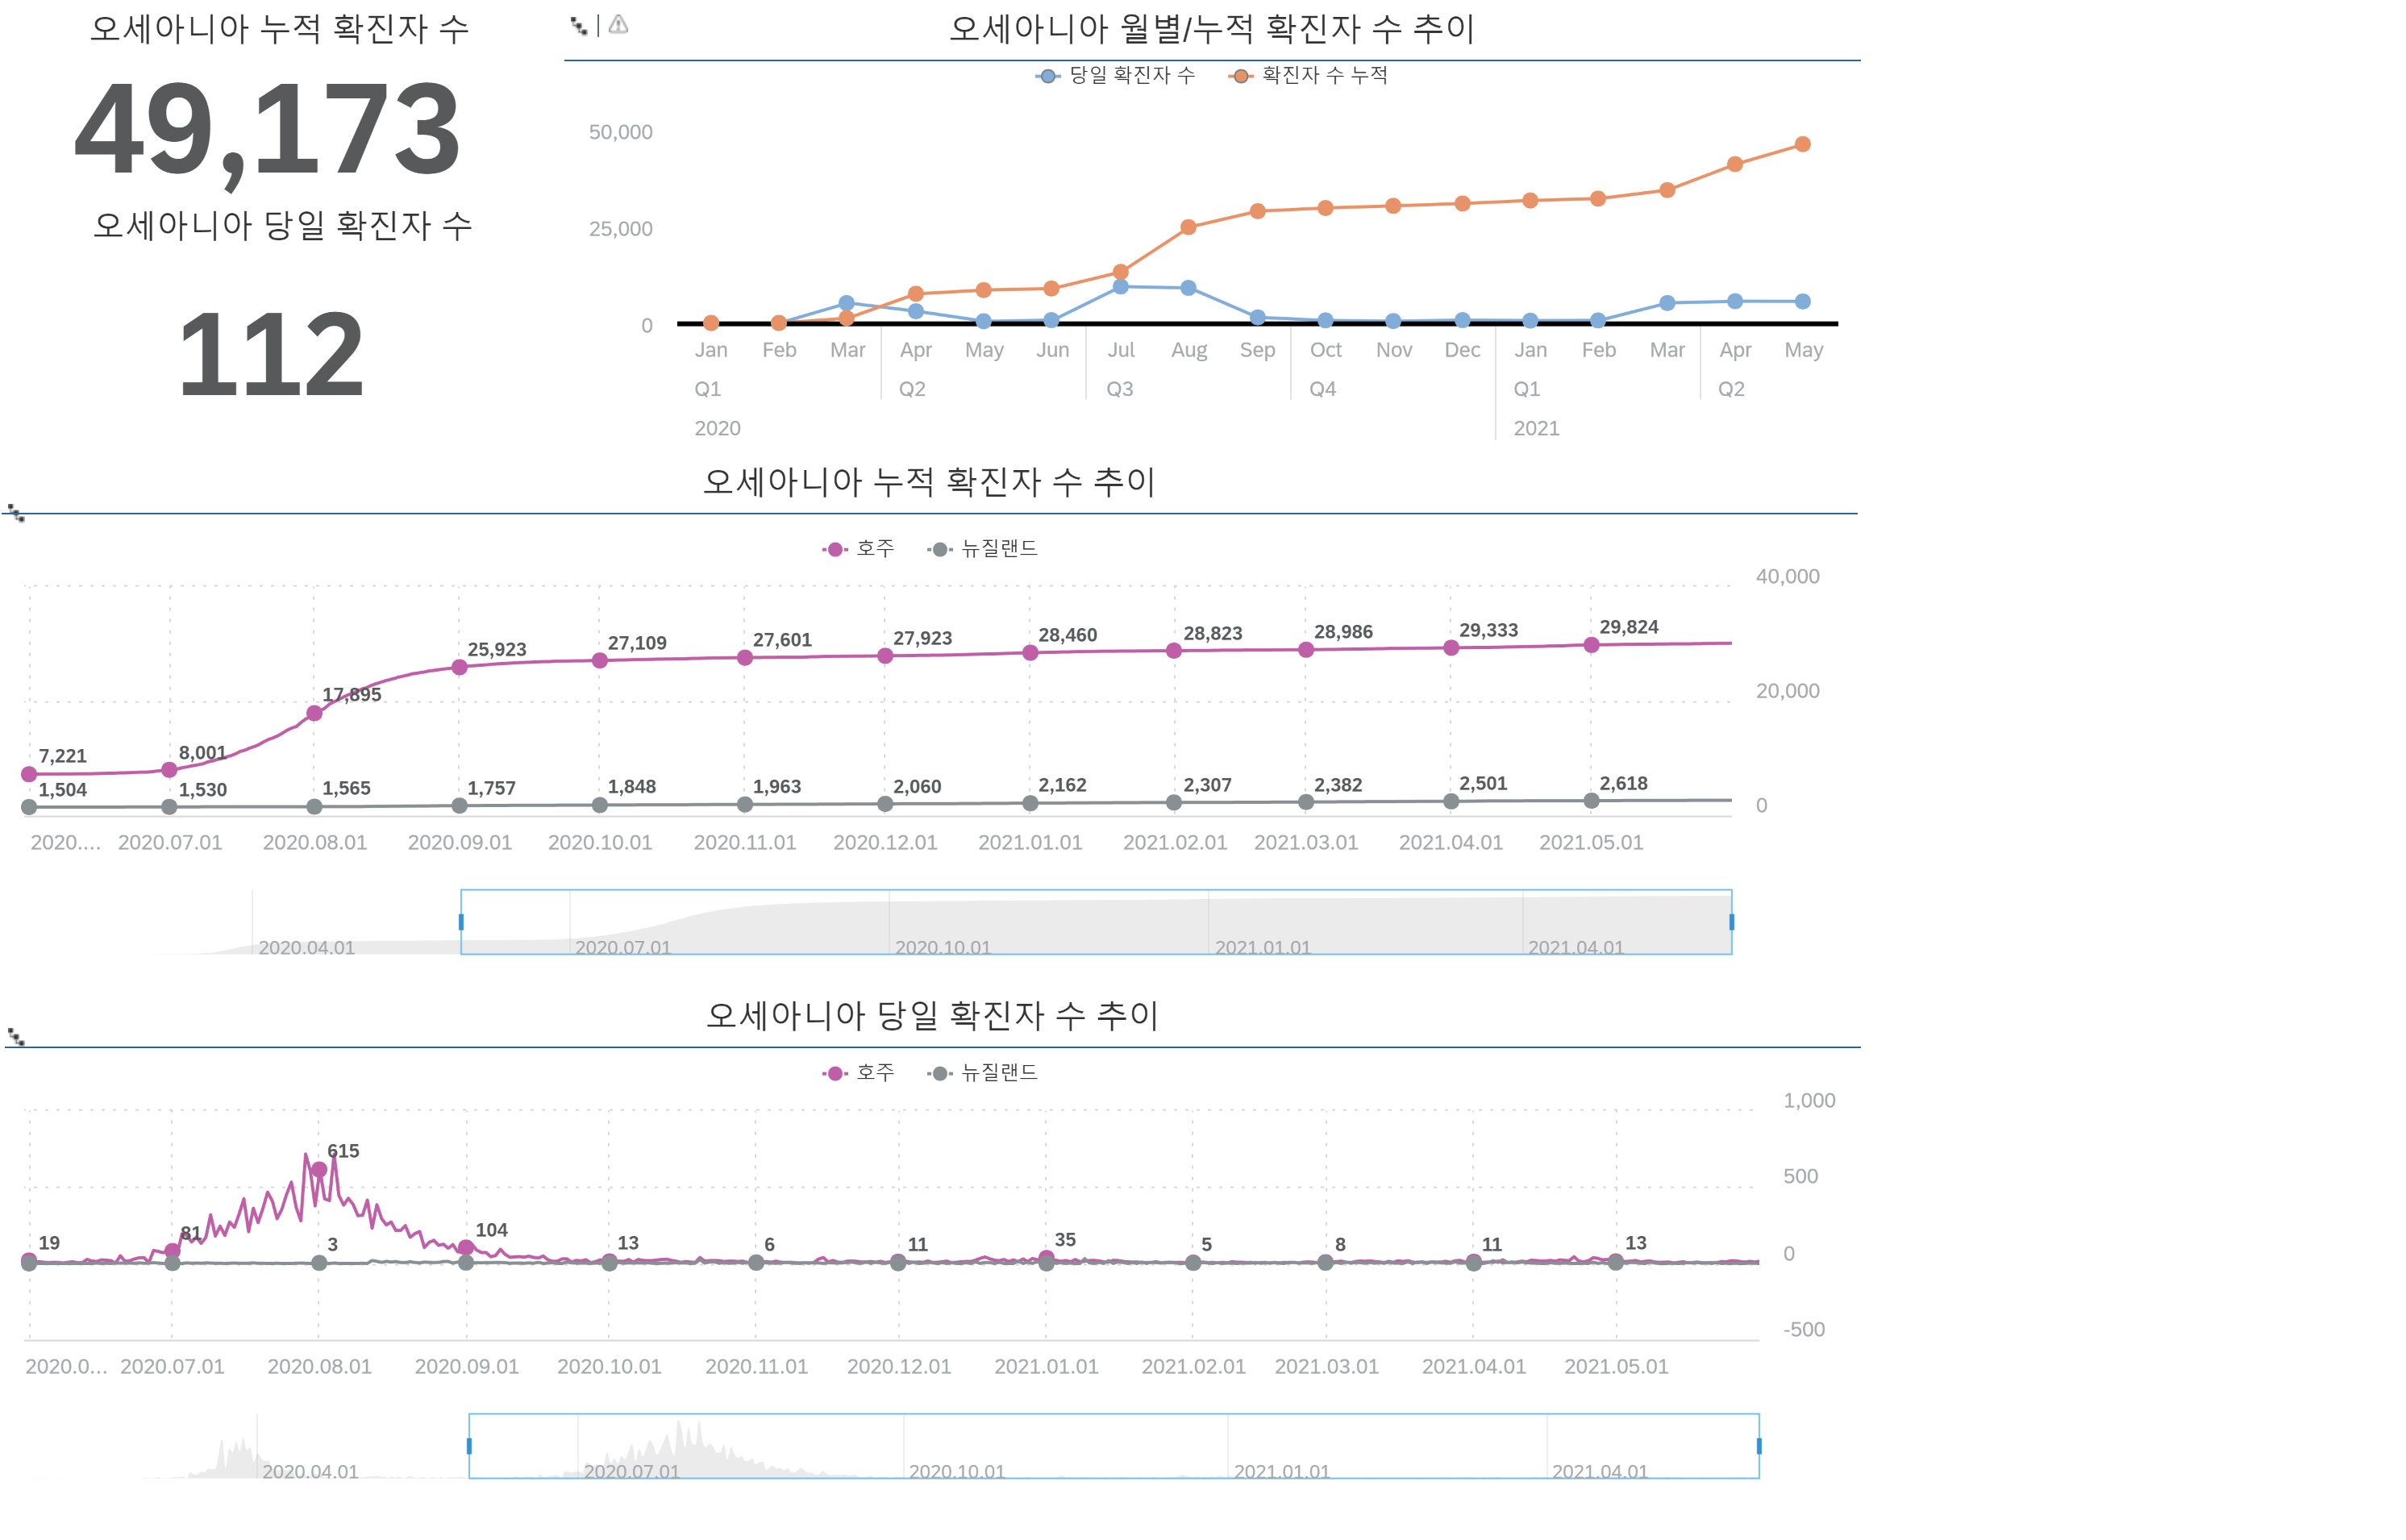 오세아니아 누적 확진자 수
49,173
오세아니아 당일 확진자 수
112
오세아니아 월별/누적 확진자 수 추이
당일 확진자 수 확진자 수 누적
50,000
25,000
0
Jan Feb Mar Apr May Jun Jul Aug Sep Oct Nov Dec Jan Feb Mar Apr May
Q1 Q2 Q3 Q4 Q1 Q2
2020 2021
오세아니아 누적 확진자 수 추이
호주 뉴질랜드
40,000
20,000
0
7,221 8,001 17,895 25,923 27,109 27,601 27,923 28,460 28,823 28,986 29,333 29,824
1,504 1,530 1,565 1,757 1,848 1,963 2,060 2,162 2,307 2,382 2,501 2,618
2020.... 2020.07.01 2020.08.01 2020.09.01 2020.10.01 2020.11.01 2020.12.01 2021.01.01 2021.02.01 2021.03.01 2021.04.01 2021.05.01
2020.04.01 2020.07.01 2020.10.01 2021.01.01 2021.04.01
오세아니아 당일 확진자 수 추이
호주 뉴질랜드
1,000
500
0
-500
615
19 81 3 104 13 6 11 35 5 8 11 13
2020.0... 2020.07.01 2020.08.01 2020.09.01 2020.10.01 2020.11.01 2020.12.01 2021.01.01 2021.02.01 2021.03.01 2021.04.01 2021.05.01
2020.04.01 2020.07.01 2020.10.01 2021.01.01 2021.04.01